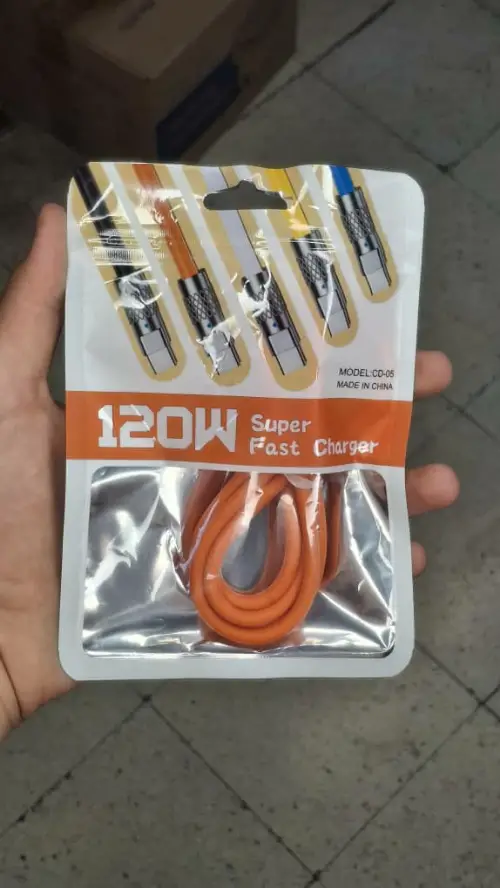 MODEL:CD-05
MADE IN CHINA
120W Super
Fast Charger